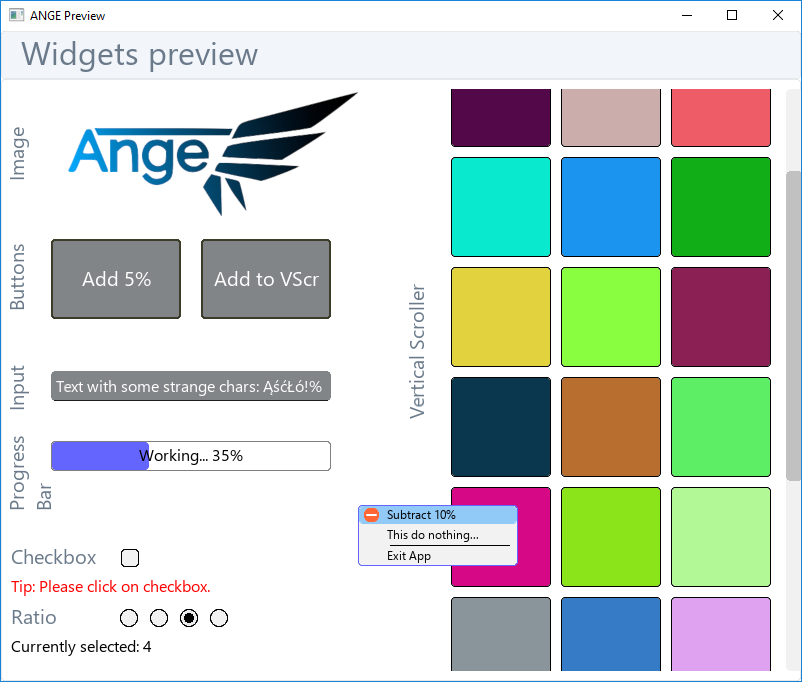 ANGE Preview
Widgets preview
Image
Ange
Buttons
Add 5%
Add to VScr
Input
Text with some strange chars: ĄśćŁó!%
Progress
Bar
Working... 35%
Checkbox
Tip: Please click on checkbox.
Ratio
Currently selected: 4
Vertical Scroller
Subtract 10%
This do nothing...
Exit App